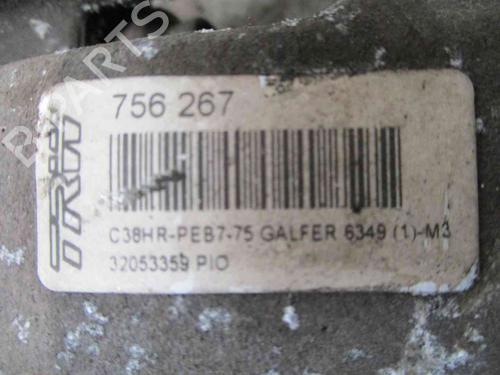 B-PARTS
TRW
756 267
C38HR-PEB7-75 GALFER 6349 (1)-M3
32053359 PIO